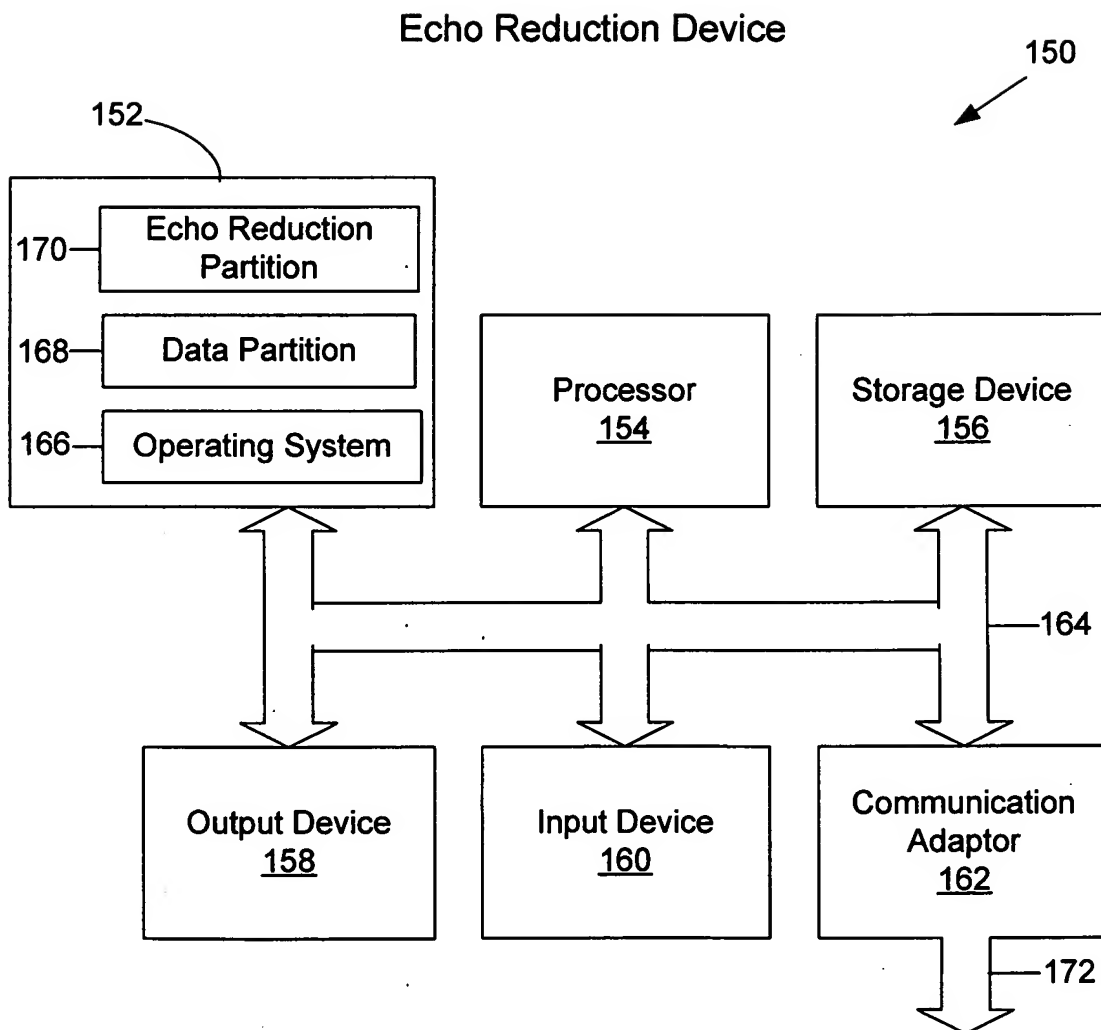 Echo Reduction Device
150
152
170
Echo Reduction
Partition
168
Data Partition
166
Operating System
Processor
154
Storage Device
156
164
Output Device
158
Input Device
160
Communication
Adaptor
162
172